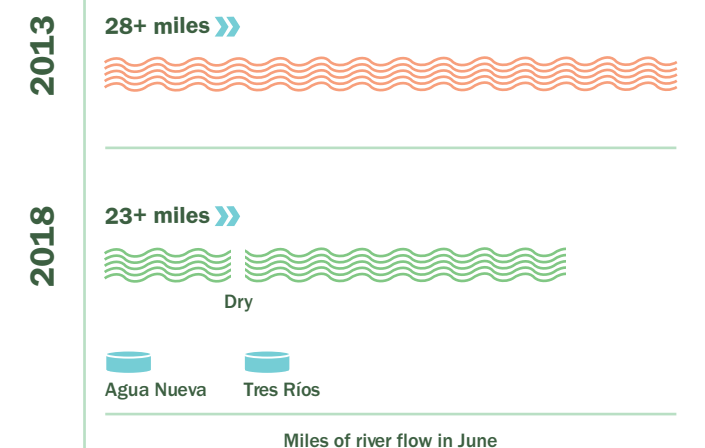 2013
28+ miles
2018
23+ miles
Dry
Agua Nueva
Tres Ríos
Miles of river flow in June